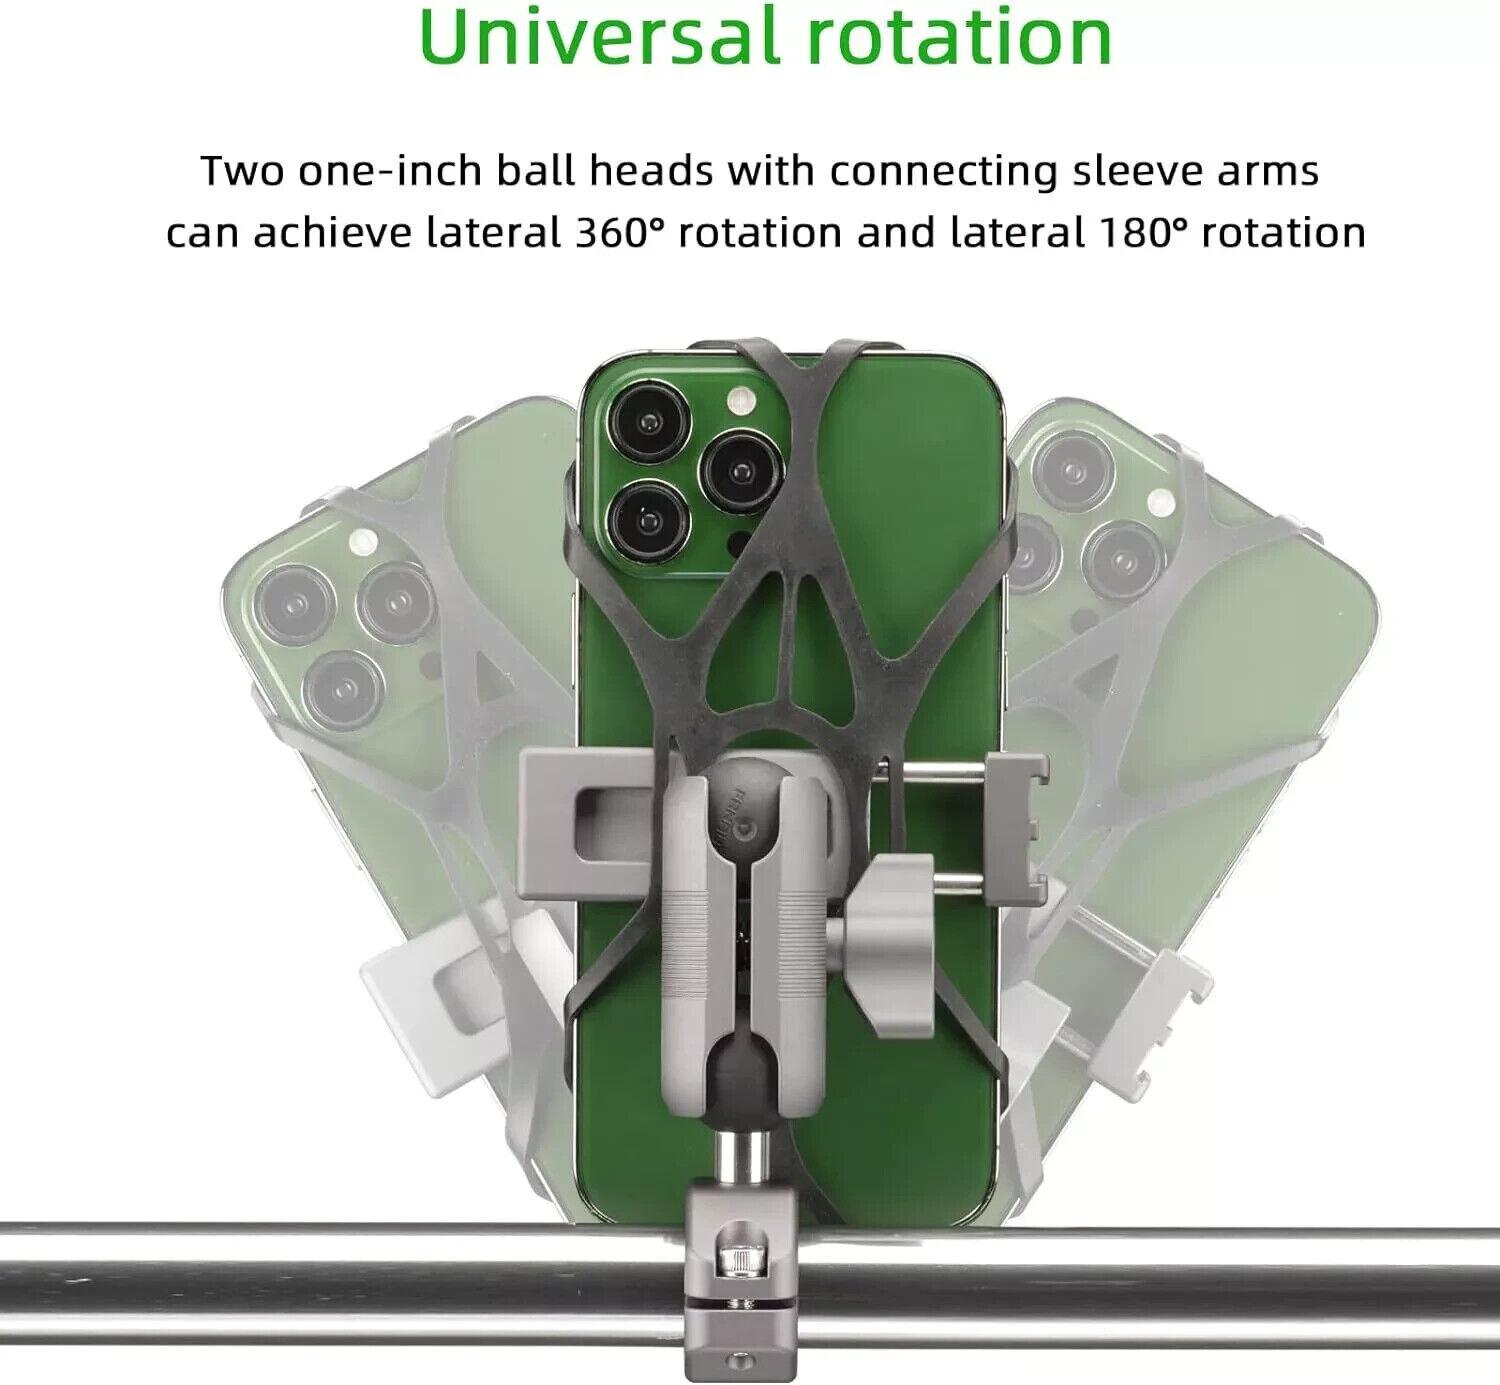 Universal rotation
Two one-inch ball heads with connecting sleeve arms
can achieve lateral 360° rotation and lateral 180° rotation